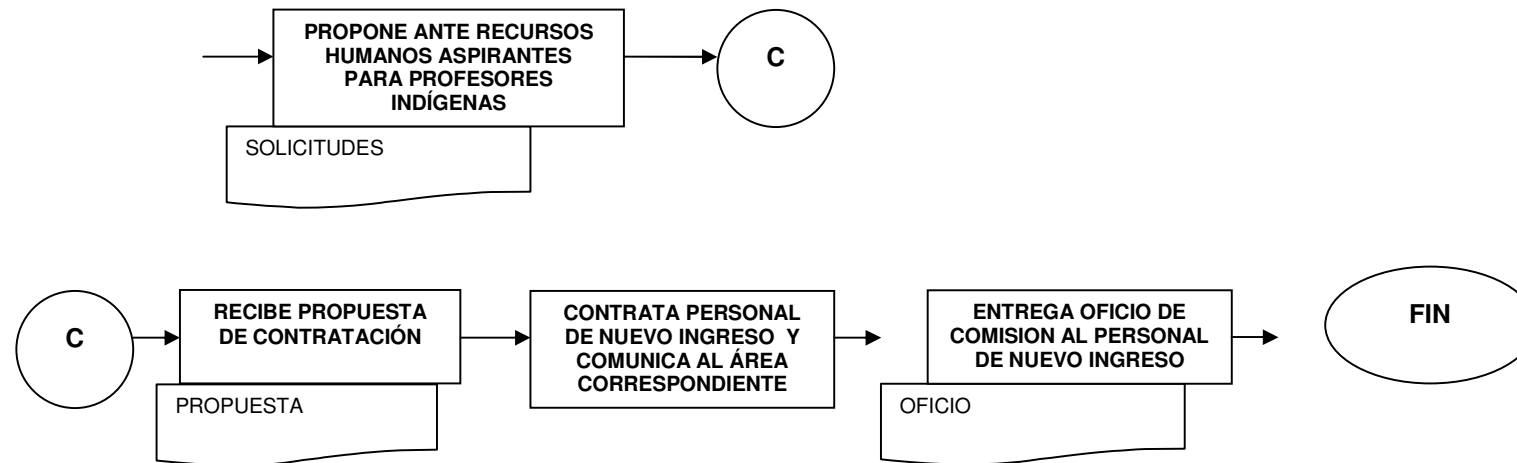 PROPONE ANTE RECURSOS
HUMANOS ASPIRANTES
PARA PROFESORES
INDÍGENAS
C
SOLICITUDES
C
RECIBE PROPUESTA
DE CONTRATACIÓN
PROPUESTA
CONTRATA PERSONAL
DE NUEVO INGRESO Y
COMUNICA AL ÁREA
CORRESPONDIENTE
ENTREGA OFICIO DE
COMISION AL PERSONAL
DE NUEVO INGRESO
OFICIO
FIN